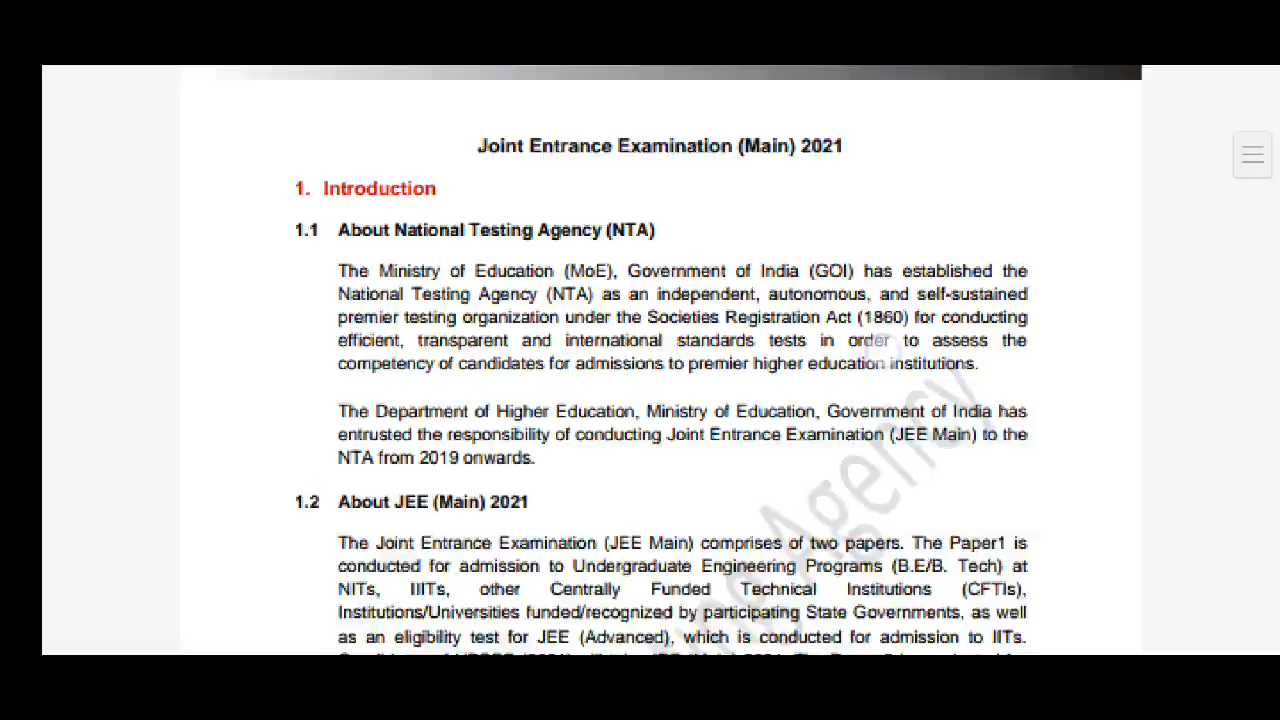 Joint Entrance Examination (Main) 2021
1. Introduction
1.1 About National Testing Agency (NTA)
The Ministry of Education (MoE), Government of India (GOI) has established the
National Testing Agency (NTA) as an independent, autonomous, and self-sustained
premier testing organization under the Societies Registration Act (1860) for conducting
efficient, transparent and international standards tests in order to assess the
competency of candidates for admissions to premier higher education institutions.
The Department of Higher Education, Ministry of Education, Government of India has
entrusted the responsibility of conducting Joint Entrance Examination (JEE Main) to the
NTA from 2019 onwards.
1.2 About JEE (Main) 2021
The Joint Entrance Examination (JEE Main) comprises of two papers. The Paper1 is
conducted for admission to Undergraduate Engineering Programs (B.E/B. Tech) at
NITs, IIITs, other Centrally Funded Technical Institutions (CFTIs),
Institutions/Universities funded/recognized by participating State Governments, as well
as an eligibility test for JEE (Advanced), which is conducted for admission to IITs.
Agency